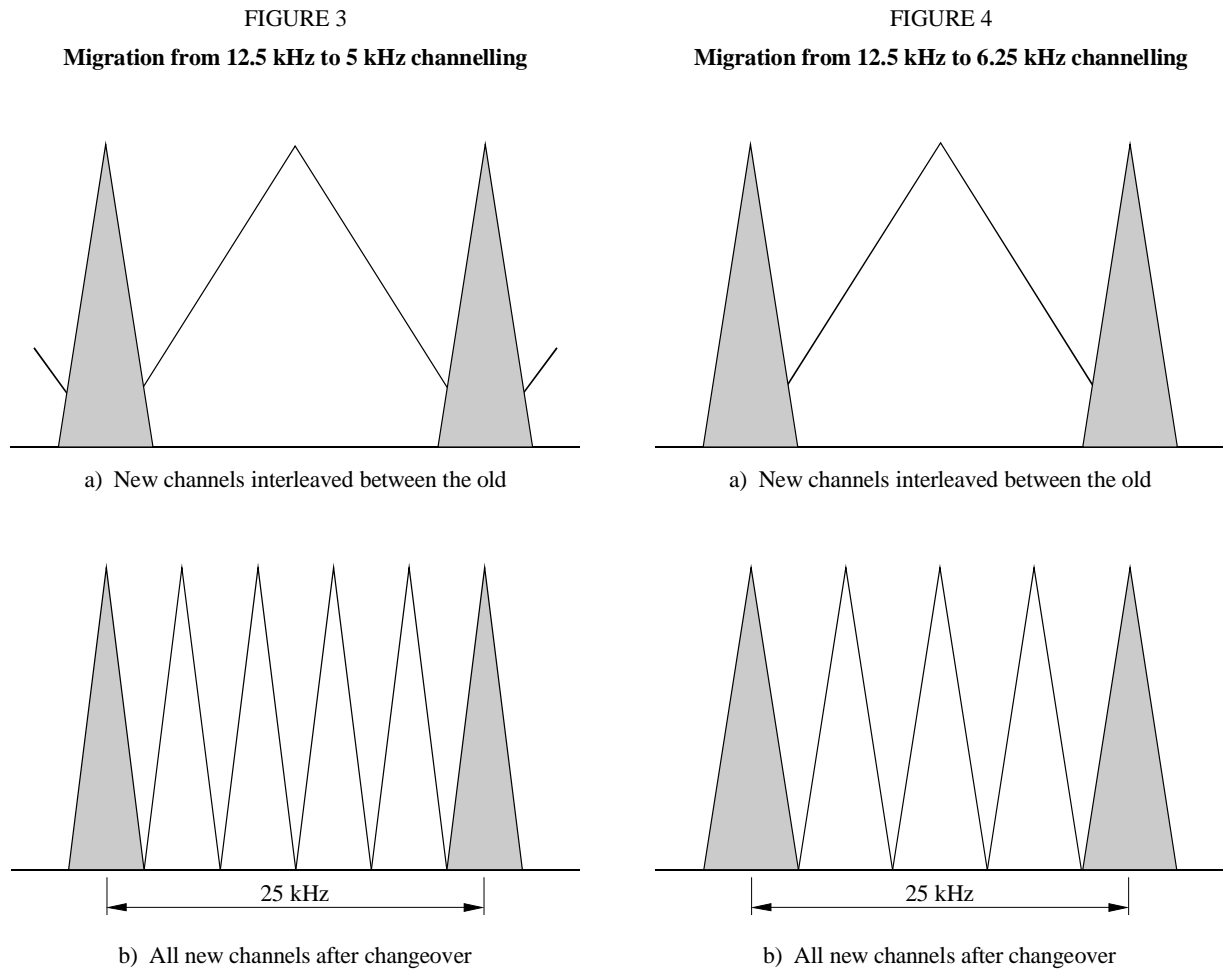 FIGURE 3
Migration from 12.5 kHz to 5 kHz channelling
a) New channels interleaved between the old
25 kHz
b) All new channels after changeover
FIGURE 4
Migration from 12.5 kHz to 6.25 kHz channelling
a) New channels interleaved between the old
25 kHz
b) All new channels after changeover